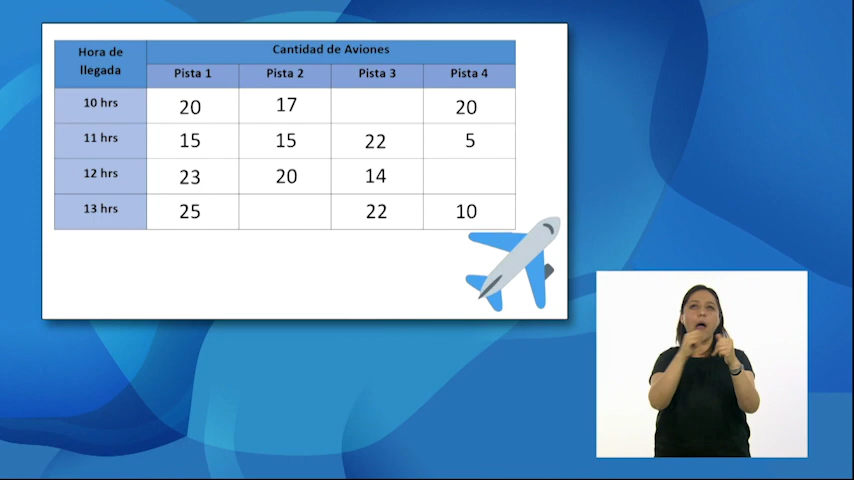 Hora de llegada Cantidad de Aviones
Pista 1 Pista 2 Pista 3 Pista 4
10 hrs 20 17 20
11 hrs 15 15 22 5
12 hrs 23 20 14
13 hrs 25 22 10